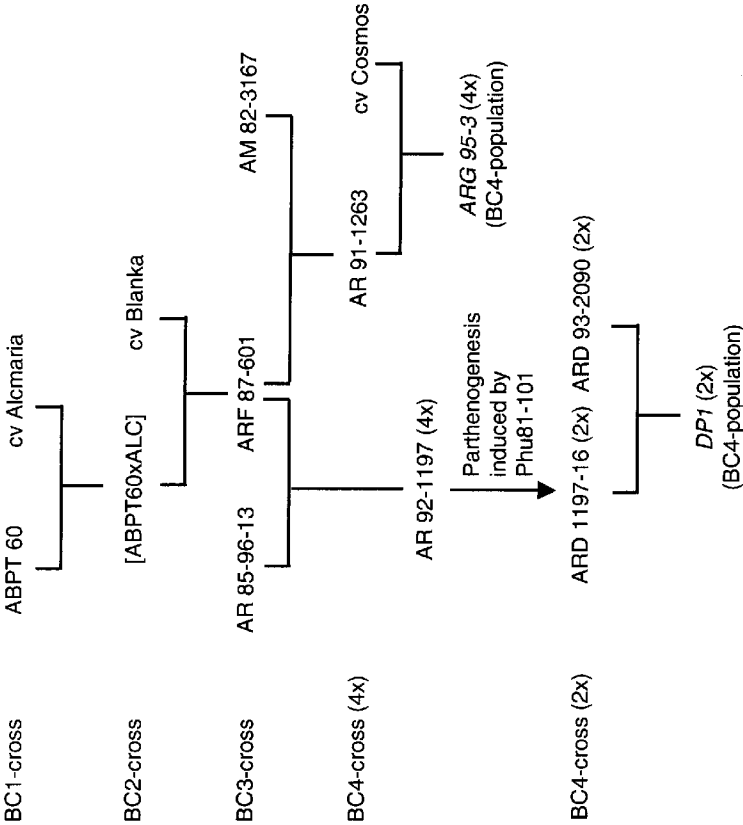 BC1-cross
ABPT 60
cv Alcmaria
BC2-cross
[ABPT60xALC]
cv Blanka
BC3-cross
AR 85-96-13
ARF 87-601
AM 82-3167
BC4-cross (4x)
AR 92-1197 (4x)
AR 91-1263
cv Cosmos
Parthenogenesis
induced by
Phu81-101
ARG 95-3 (4x)
(BC4-population)
BC4-cross (2x)
ARD 1197-16 (2x)
ARD 93-2090 (2x)
DP1 (2x)
(BC4-population)